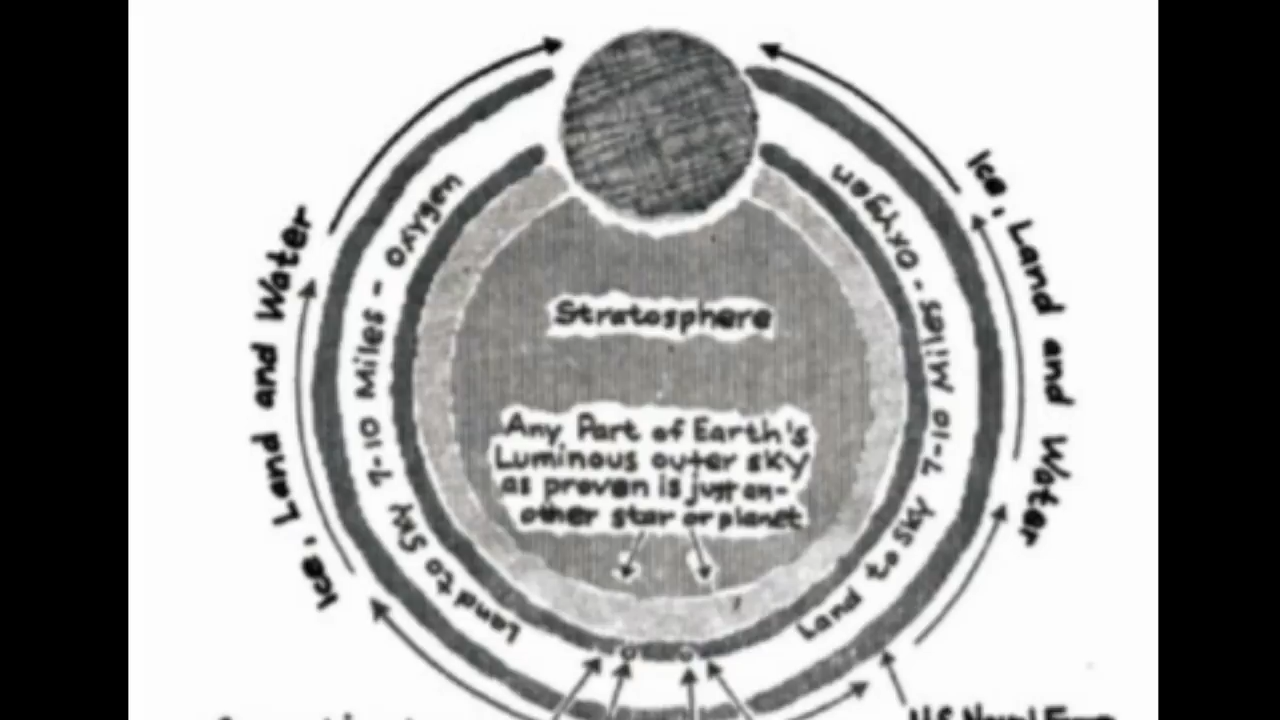 Ice, Land and Water
Land to Sky 7-10 Miles - Oxygen
Stratosphere
Any Part of Earth's
Luminous outer sky
as proven is just an-
other star or planet
Land to Sky 7-10 Miles - Oxygen
Ice, Land and Water
U.S. Naval